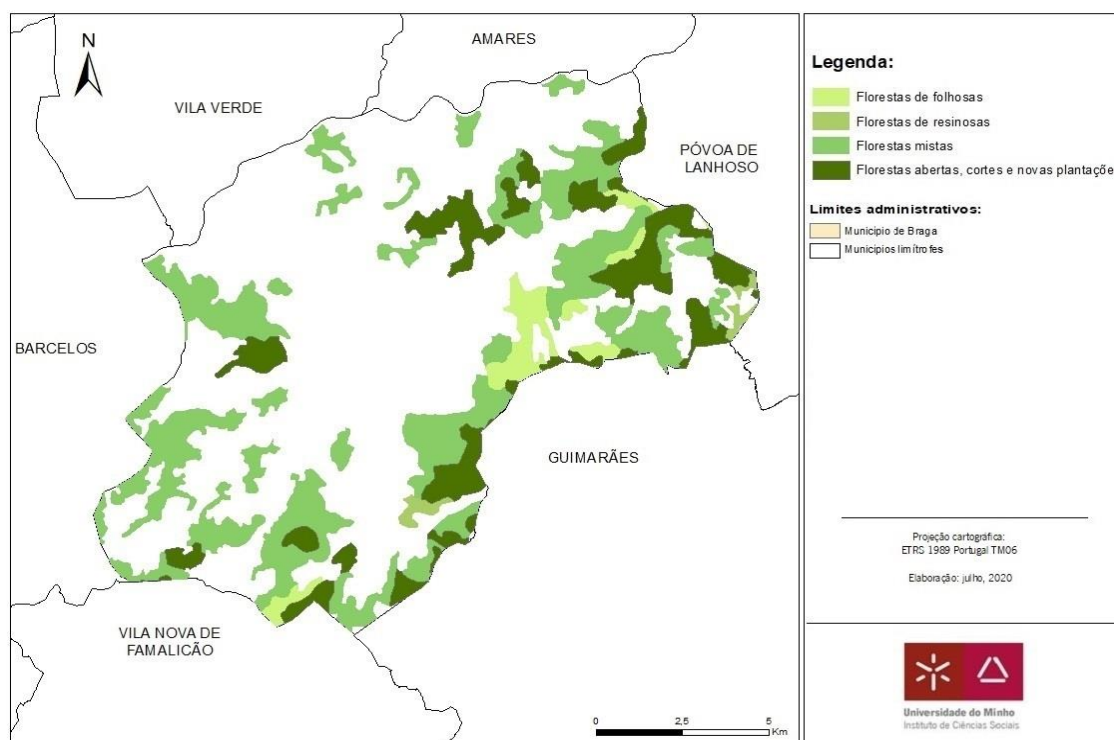 N
AMARES
VILA VERDE
PÓVOA DE
LANHOSO
BARCELOS
GUIMARÃES
VILA NOVA DE
FAMALICÃO
0 2,5 5
Km
Legenda:
Florestas de folhosas
Florestas de resinosas
Florestas mistas
Florestas abertas, cortes e novas plantaçõe
Limites administrativos:
Municipio de Braga
Municipios limítrofes
Projeção cartográfica:
ETRS 1989 Portugal TM06
Elaboração: julho, 2020
Universidade do Minho
Instituto de Ciências Sociais